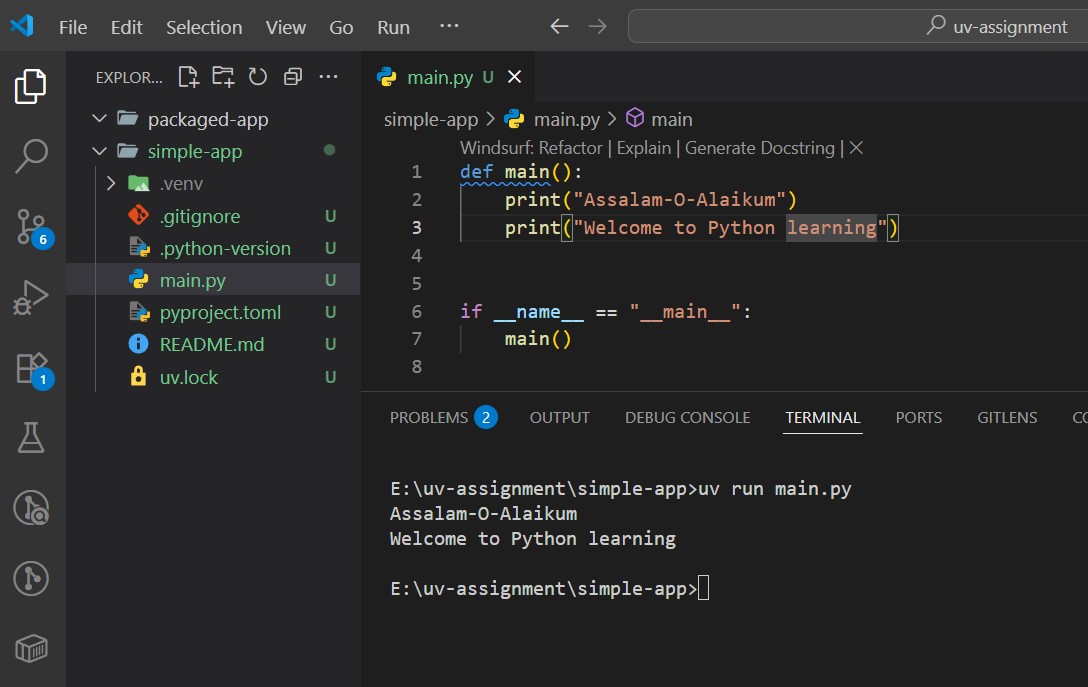 File Edit Selection View Go Run ··· uv-assignment
EXPLOR... ···
packaged-app
simple-app
.venv
.gitignore U
.python-version U
main.py U
pyproject.toml U
README.md U
uv.lock U
6
1
main.py U
simple-app > main.py > main
Windsurf: Refactor | Explain | Generate Docstring |
1 def main():
2     print("Assalam-O-Alaikum")
3     print("Welcome to Python learning")
4
5
6 if __name__ == "__main__":
7     main()
8
PROBLEMS 2 OUTPUT DEBUG CONSOLE TERMINAL PORTS GITLENS CO
E:\uv-assignment\simple-app>uv run main.py
Assalam-O-Alaikum
Welcome to Python learning
E:\uv-assignment\simple-app>